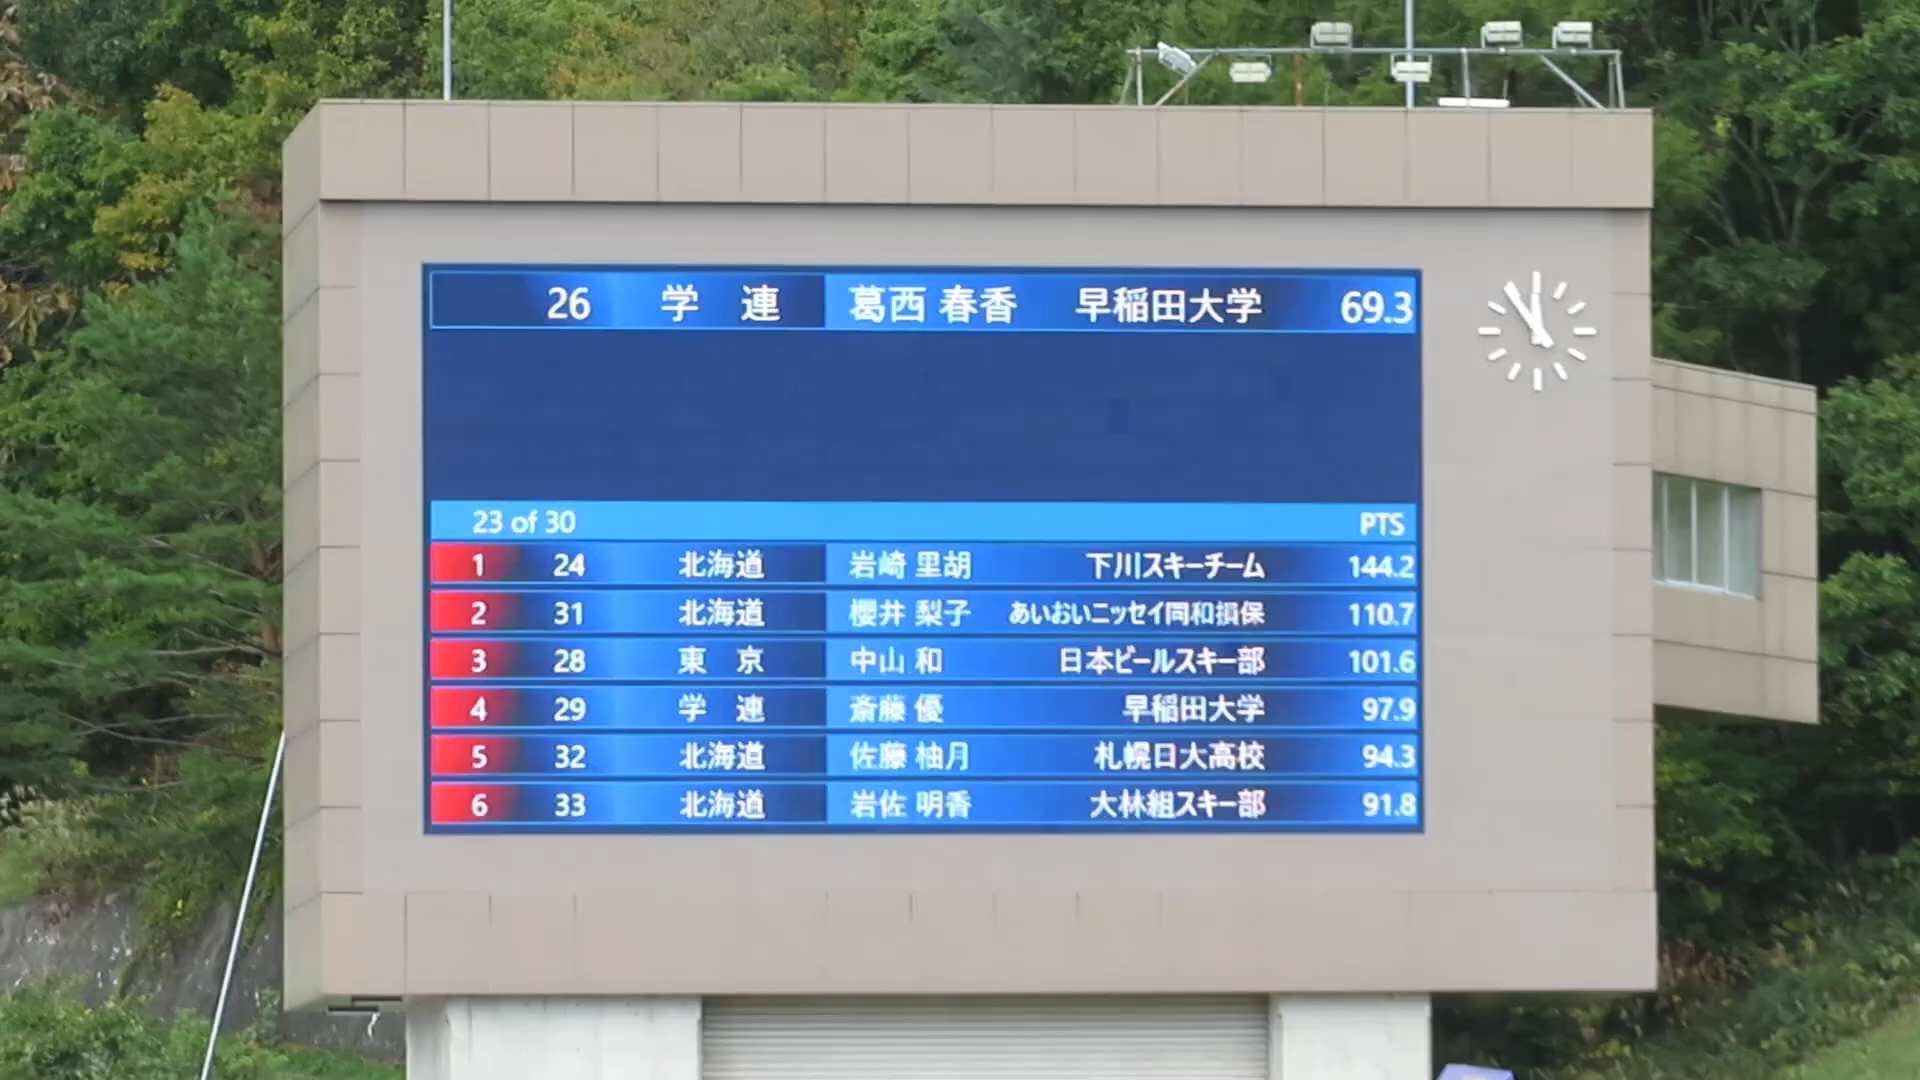 26 学 連 葛西 春香 早稲田大学 69.3
23 of 30 PTS
1 24 北海道 岩崎 里胡 下川スキーチーム 144.2
2 31 北海道 櫻井 梨子 あいおいニッセイ同和損保 110.7
3 28 東 京 中山 和 日本ビールスキー部 101.6
4 29 学 連 斎藤 優 早稲田大学 97.9
5 32 北海道 佐藤 柚月 札幌日大高校 94.3
6 33 北海道 岩佐 明香 大林組スキー部 91.8